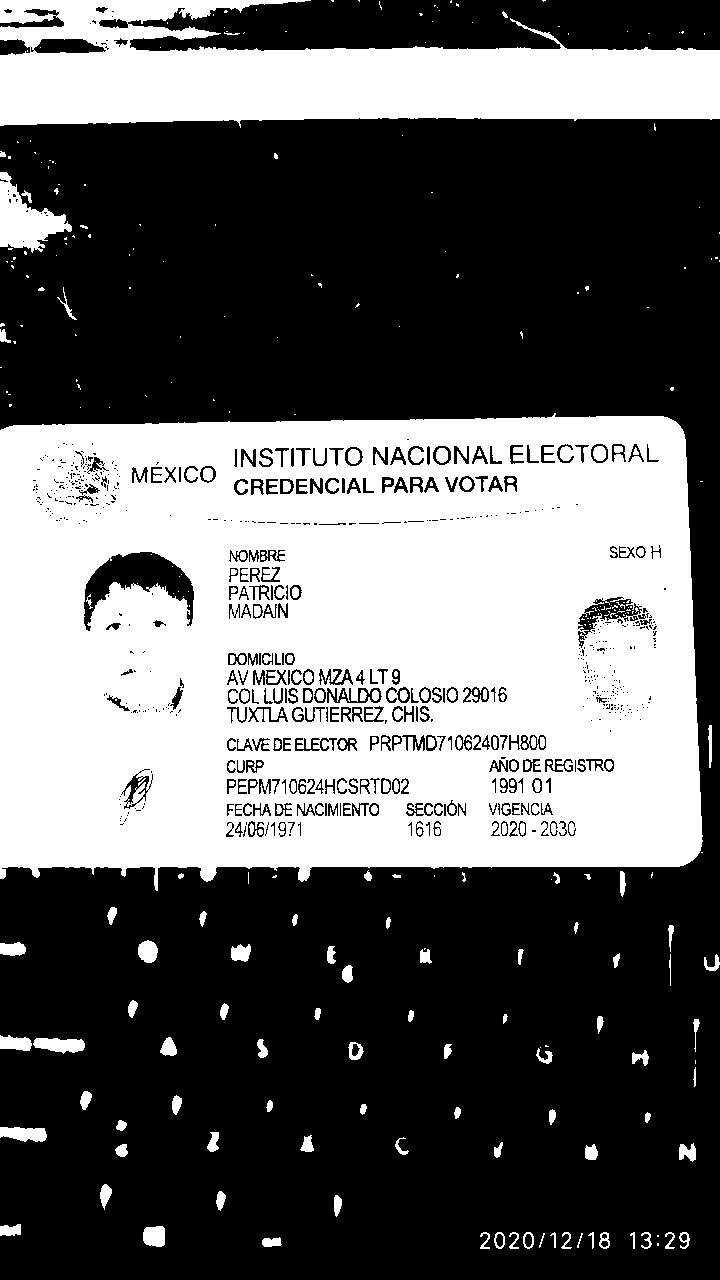 MÉXICO
INSTITUTO NACIONAL ELECTORAL
CREDENCIAL PARA VOTAR
NOMBRE
SEXO H
PEREZ
PATRICIO
MADAIN
DOMICILIO
AV MEXICO MZA 4 LT 9
COL LUIS DONALDO COLOSIO 29016
TUXTLA GUTIERREZ, CHIS.
CLAVE DE ELECTOR PRPTMD71062407H800
CURP
AÑO DE REGISTRO
PEPM710624HCSRTD02
1991 01
FECHA DE NACIMIENTO SECCIÓN VIGENCIA
24/06/1971 1616 2020 - 2030
W E
A S D F G H
C N
2020/12/18 13:29